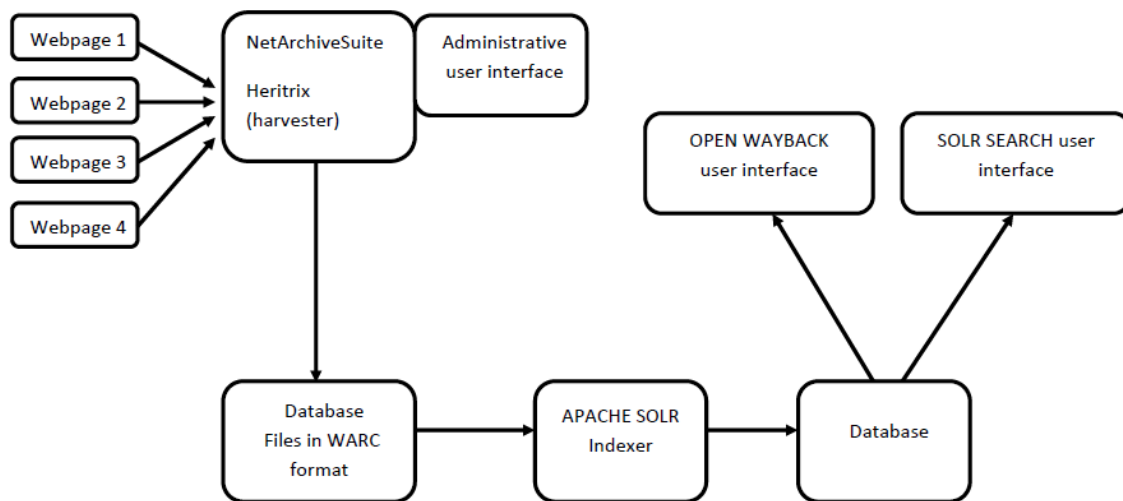 Webpage 1
Webpage 2
Webpage 3
Webpage 4
NetArchiveSuite
Heritrix
(harvester)
Administrative
user interface
OPEN WAYBACK
user interface
SOLR SEARCH user
interface
Database
Files in WARC
format
APACHE SOLR
Indexer
Database